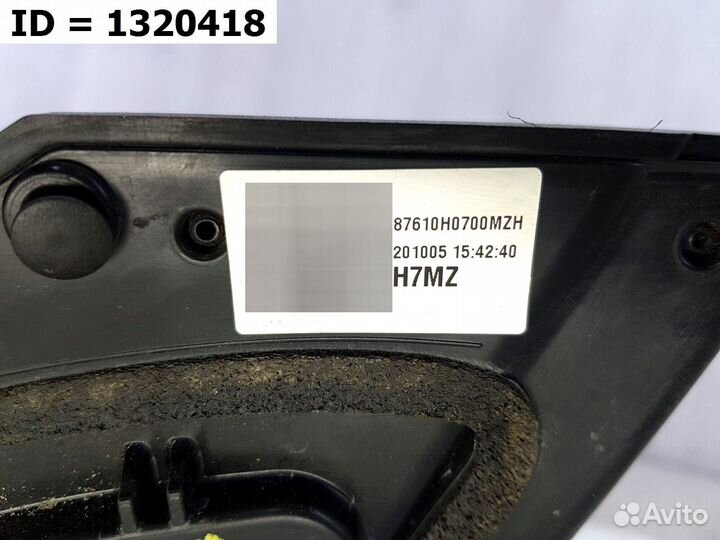 ID = 1320418
87610H0700MZH
201005 15:42:40
H7MZ
Avito